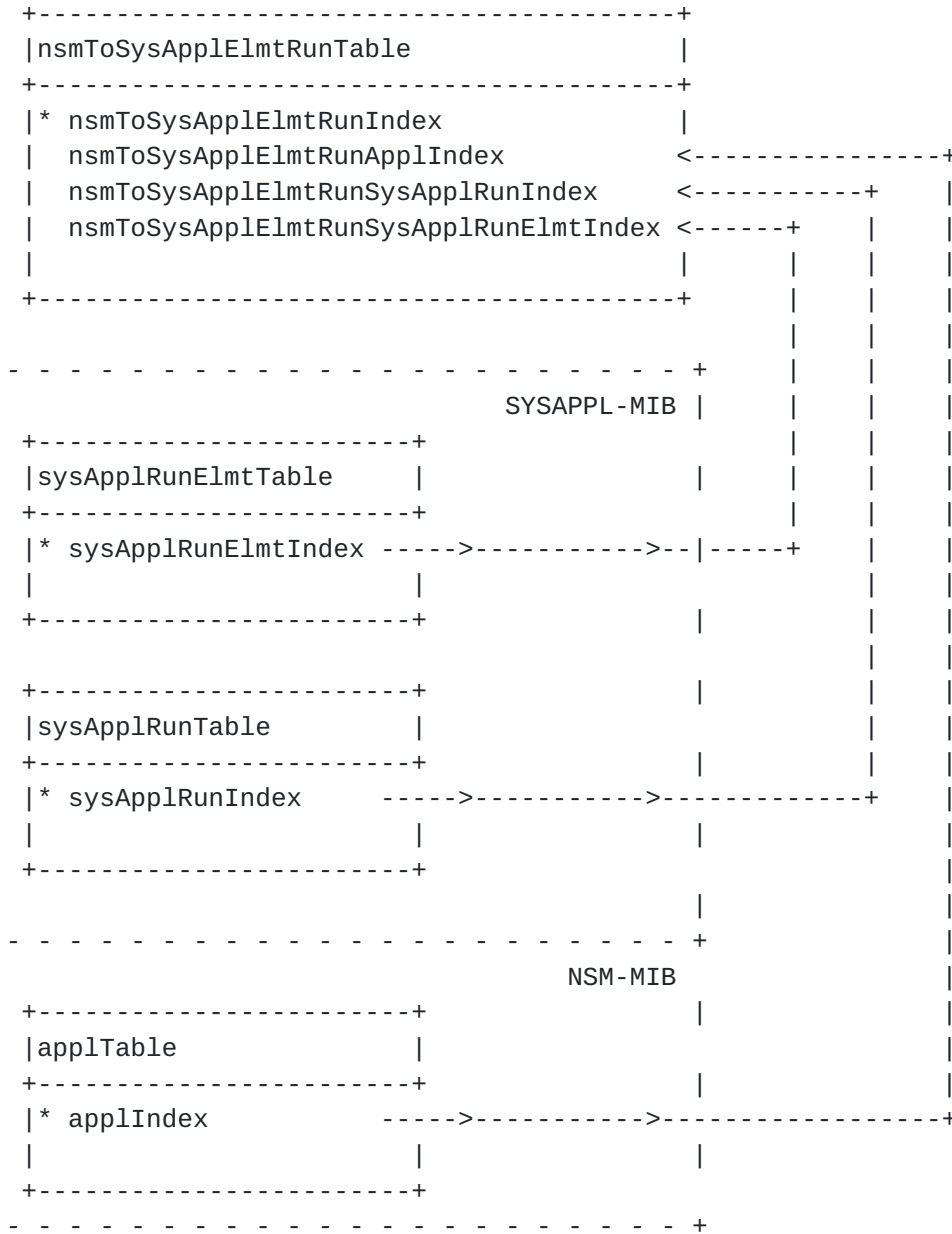 nsmToSysApplElmtRunTable
* nsmToSysApplElmtRunIndex
nsmToSysApplElmtRunApplIndex
nsmToSysApplElmtRunSysApplRunIndex
nsmToSysApplElmtRunSysApplRunElmtIndex
SYSAPPL-MIB
sysApplRunElmtTable
* sysApplRunElmtIndex
sysApplRunTable
* sysApplRunIndex
NSM-MIB
applTable
* applIndex